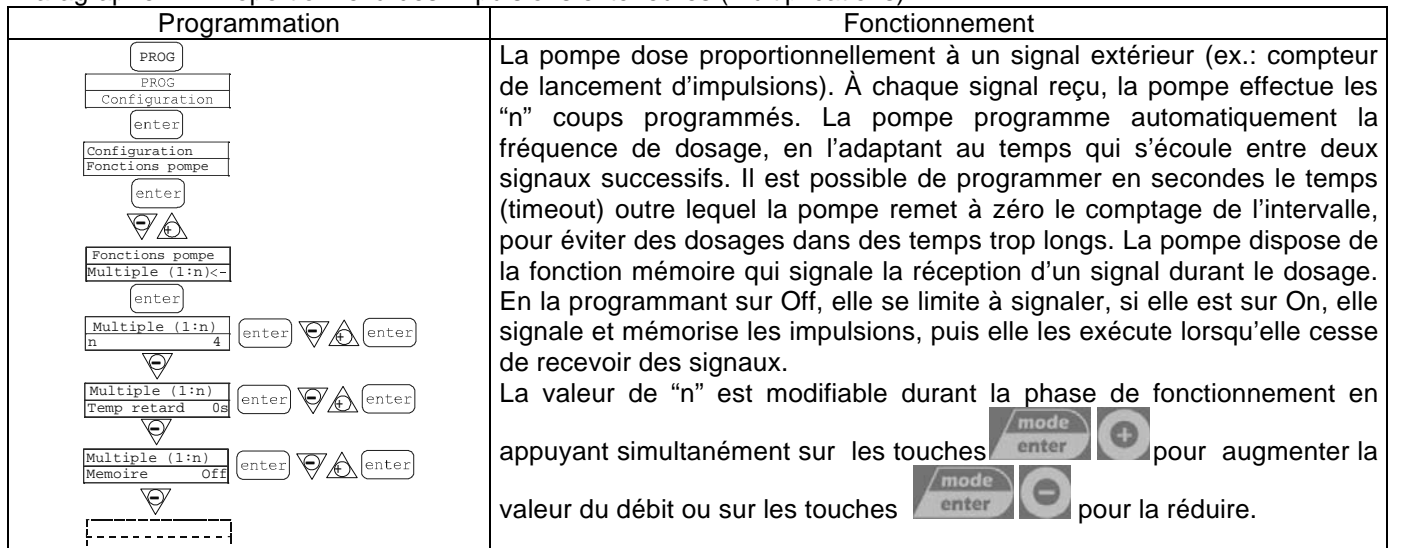 Programmation
Fonctionnement
PROG
PROG
Configuration
enter
Configuration
Fonctions pompe
enter
Fonctions pompe
Multiple (1:n)<-
enter
Multiple (1:n)
n 4
enter
enter
Multiple (1:n)
Temp retard 0s
enter
enter
Multiple (1:n)
Memoire Off
enter
enter
La pompe dose proportionnellement à un signal extérieur (ex.: compteur
de lancement d’impulsions). À chaque signal reçu, la pompe effectue les
“n” coups programmés. La pompe programme automatiquement la
fréquence de dosage, en l’adaptant au temps qui s’écoule entre deux
signaux successifs. Il est possible de programmer en secondes le temps
(timeout) outre lequel la pompe remet à zéro le comptage de l’intervalle,
pour éviter des dosages dans des temps trop longs. La pompe dispose de
la fonction mémoire qui signale la réception d’un signal durant le dosage.
En la programmant sur Off, elle se limite à signaler, si elle est sur On, elle
signale et mémorise les impulsions, puis elle les exécute lorsqu’elle cesse
de recevoir des signaux.
La valeur de “n” est modifiable durant la phase de fonctionnement en
appuyant simultanément sur les touches mode enter + pour augmenter la
valeur du débit ou sur les touches mode enter - pour la réduire.